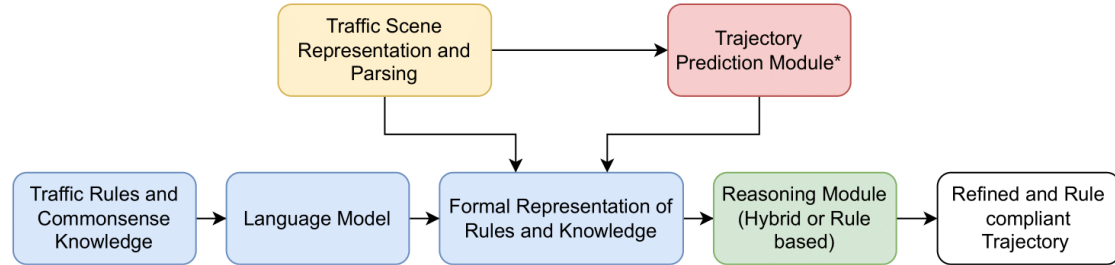 Traffic Scene
Representation and
Parsing
Trajectory
Prediction Module*
Traffic Rules and
Commonsense
Knowledge
Language Model
Formal Representation of
Rules and Knowledge
Reasoning Module
(Hybrid or Rule
based)
Refined and Rule
compliant
Trajectory